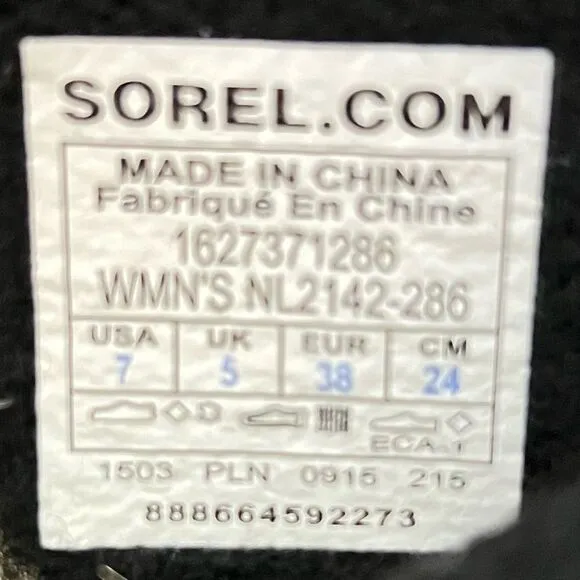 SOREL.COM
MADE IN CHINA
Fabriqué En Chine
1627371286
WMN'S NL2142-286
USA UK EUR CM
7 5 38 24
D
ECA-1
1503 PLN 0915 215
888664592273